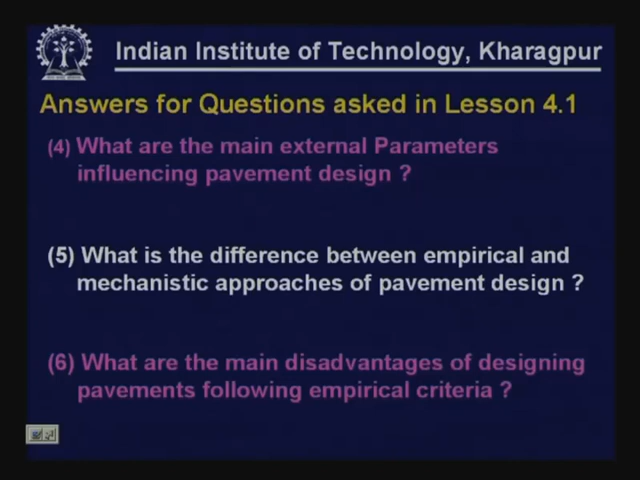 Indian Institute of Technology, Kharagpur
Answers for Questions asked in Lesson 4.1
(4) What are the main external Parameters
influencing pavement design ?
(5) What is the difference between empirical and
mechanistic approaches of pavement design ?
(6) What are the main disadvantages of designing
pavements following empirical criteria ?